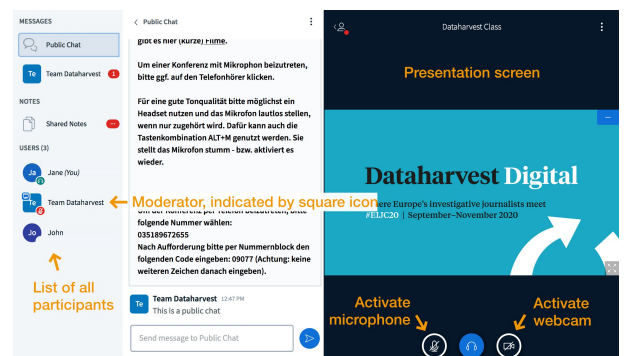 MESSAGES
Public Chat
Te Team Dataharvest 1
NOTES
Shared Notes
USERS (3)
Ja Jane (You)
Te Team Dataharvest
Jo John
List of all
participants
Moderator, indicated by square icon
Public Chat
gibt es hier (kurze) Filme.
Um einer Konferenz mit Mikrophon beizutreten,
bitte ggf. auf den Telefonhörer klicken.
Für eine gute Tonqualität bitte möglichst ein
Headset nutzen und das Mikrofon lautlos stellen,
wenn nur zugehört wird. Dafür kann auch die
Tastenkombination ALT+M genutzt werden. Sie
stellt das Mikrofon stumm - bzw. aktiviert es
wieder.
Um der Konferenz per Telefon beizutreten, bitte
folgende Nummer wählen:
035189672655
Nach Aufforderung bitte per Nummernblock den
folgenden Code eingeben: 09077 (Achtung: keine
weiteren Zeichen danach eingeben).
Te Team Dataharvest 12:47 PM
This is a public chat
Send message to Public Chat
Dataharvest Class
Presentation screen
Dataharvest Digital
ere Europe's investigative journalists meet
#EIJC20 | September–November 2020
Activate
microphone
Activate
webcam